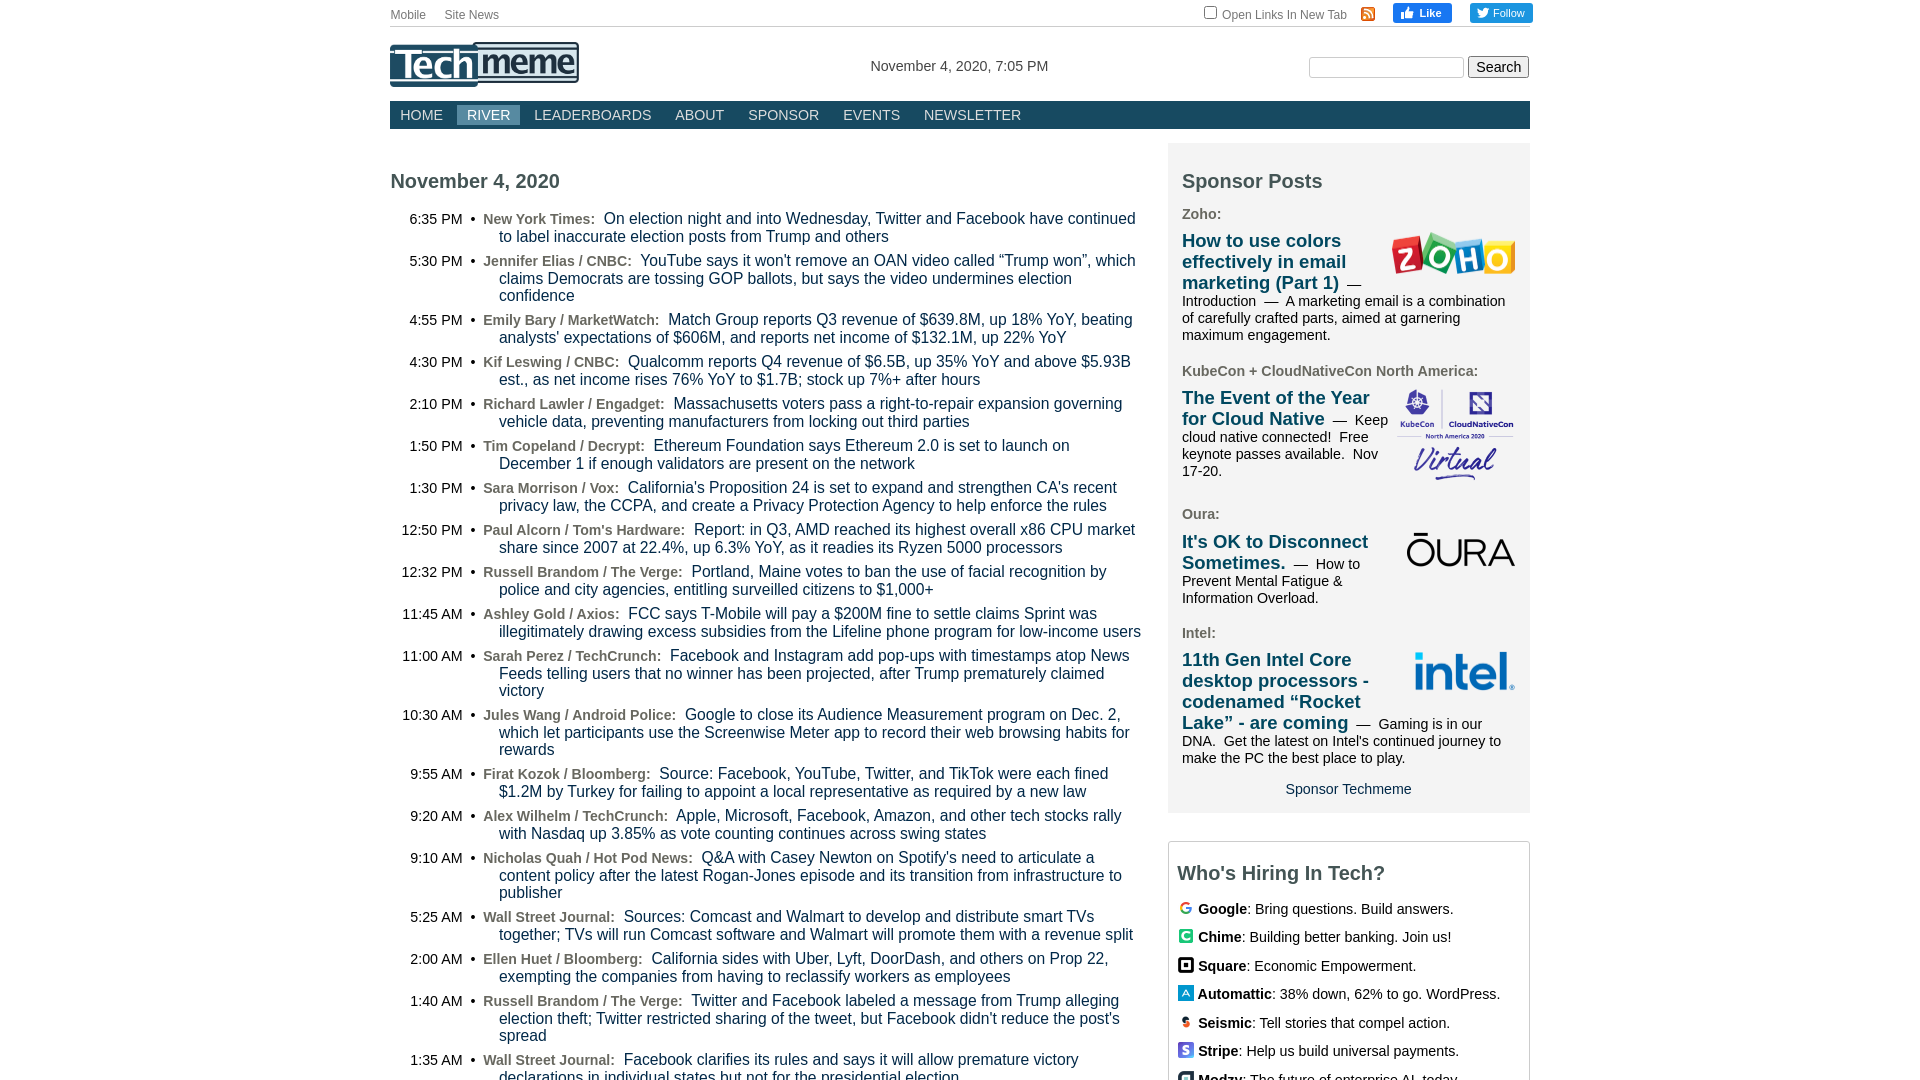 Mobile Site News Open Links In New Tab Like Follow
Techmeme November 4, 2020, 7:05 PM Search
HOME RIVER LEADERBOARDS ABOUT SPONSOR EVENTS NEWSLETTER
November 4, 2020
6:35 PM • New York Times: On election night and into Wednesday, Twitter and Facebook have continued
to label inaccurate election posts from Trump and others
5:30 PM • Jennifer Elias / CNBC: YouTube says it won't remove an OAN video called “Trump won”, which
claims Democrats are tossing GOP ballots, but says the video undermines election
confidence
4:55 PM • Emily Bary / MarketWatch: Match Group reports Q3 revenue of $639.8M, up 18% YoY, beating
analysts' expectations of $606M, and reports net income of $132.1M, up 22% YoY
4:30 PM • Kif Leswing / CNBC: Qualcomm reports Q4 revenue of $6.5B, up 35% YoY and above $5.93B
est., as net income rises 76% YoY to $1.7B; stock up 7%+ after hours
2:10 PM • Richard Lawler / Engadget: Massachusetts voters pass a right-to-repair expansion governing
vehicle data, preventing manufacturers from locking out third parties
1:50 PM • Tim Copeland / Decrypt: Ethereum Foundation says Ethereum 2.0 is set to launch on
December 1 if enough validators are present on the network
1:30 PM • Sara Morrison / Vox: California's Proposition 24 is set to expand and strengthen CA's recent
privacy law, the CCPA, and create a Privacy Protection Agency to help enforce the rules
12:50 PM • Paul Alcorn / Tom's Hardware: Report: in Q3, AMD reached its highest overall x86 CPU market
share since 2007 at 22.4%, up 6.3% YoY, as it readies its Ryzen 5000 processors
12:32 PM • Russell Brandom / The Verge: Portland, Maine votes to ban the use of facial recognition by
police and city agencies, entitling surveilled citizens to $1,000+
11:45 AM • Ashley Gold / Axios: FCC says T-Mobile will pay a $200M fine to settle claims Sprint was
illegitimately drawing excess subsidies from the Lifeline phone program for low-income users
11:00 AM • Sarah Perez / TechCrunch: Facebook and Instagram add pop-ups with timestamps atop News
Feeds telling users that no winner has been projected, after Trump prematurely claimed
victory
10:30 AM • Jules Wang / Android Police: Google to close its Audience Measurement program on Dec. 2,
which let participants use the Screenwise Meter app to record their web browsing habits for
rewards
9:55 AM • Firat Kozok / Bloomberg: Source: Facebook, YouTube, Twitter, and TikTok were each fined
$1.2M by Turkey for failing to appoint a local representative as required by a new law
9:20 AM • Alex Wilhelm / TechCrunch: Apple, Microsoft, Facebook, Amazon, and other tech stocks rally
with Nasdaq up 3.85% as vote counting continues across swing states
9:10 AM • Nicholas Quah / Hot Pod News: Q&A with Casey Newton on Spotify's need to articulate a
content policy after the latest Rogan-Jones episode and its transition from infrastructure to
publisher
5:25 AM • Wall Street Journal: Sources: Comcast and Walmart to develop and distribute smart TVs
together; TVs will run Comcast software and Walmart will promote them with a revenue split
2:00 AM • Ellen Huet / Bloomberg: California sides with Uber, Lyft, DoorDash, and others on Prop 22,
exempting the companies from having to reclassify workers as employees
1:40 AM • Russell Brandom / The Verge: Twitter and Facebook labeled a message from Trump alleging
election theft; Twitter restricted sharing of the tweet, but Facebook didn't reduce the post's
spread
1:35 AM • Wall Street Journal: Facebook clarifies its rules and says it will allow premature victory
declarations in individual states but not for the presidential election
Sponsor Posts
Zoho:
How to use colors
effectively in email
marketing (Part 1) —
Introduction — A marketing email is a combination
of carefully crafted parts, aimed at garnering
maximum engagement.
ZOHO
KubeCon + CloudNativeCon North America:
The Event of the Year
for Cloud Native — Keep
cloud native connected! Free
keynote passes available. Nov
17-20.
KubeCon CloudNativeCon
North America 2020
Virtual
Oura:
It's OK to Disconnect
Sometimes. — How to
Prevent Mental Fatigue &
Information Overload.
ŌURA
Intel:
11th Gen Intel Core
desktop processors -
codenamed “Rocket
Lake” - are coming — Gaming is in our
DNA. Get the latest on Intel's continued journey to
make the PC the best place to play.
intel®
Sponsor Techmeme
Who's Hiring In Tech?
Google: Bring questions. Build answers.
Chime: Building better banking. Join us!
Square: Economic Empowerment.
Automattic: 38% down, 62% to go. WordPress.
Seismic: Tell stories that compel action.
Stripe: Help us build universal payments.
Modzy: The future of enterprise AI, today.